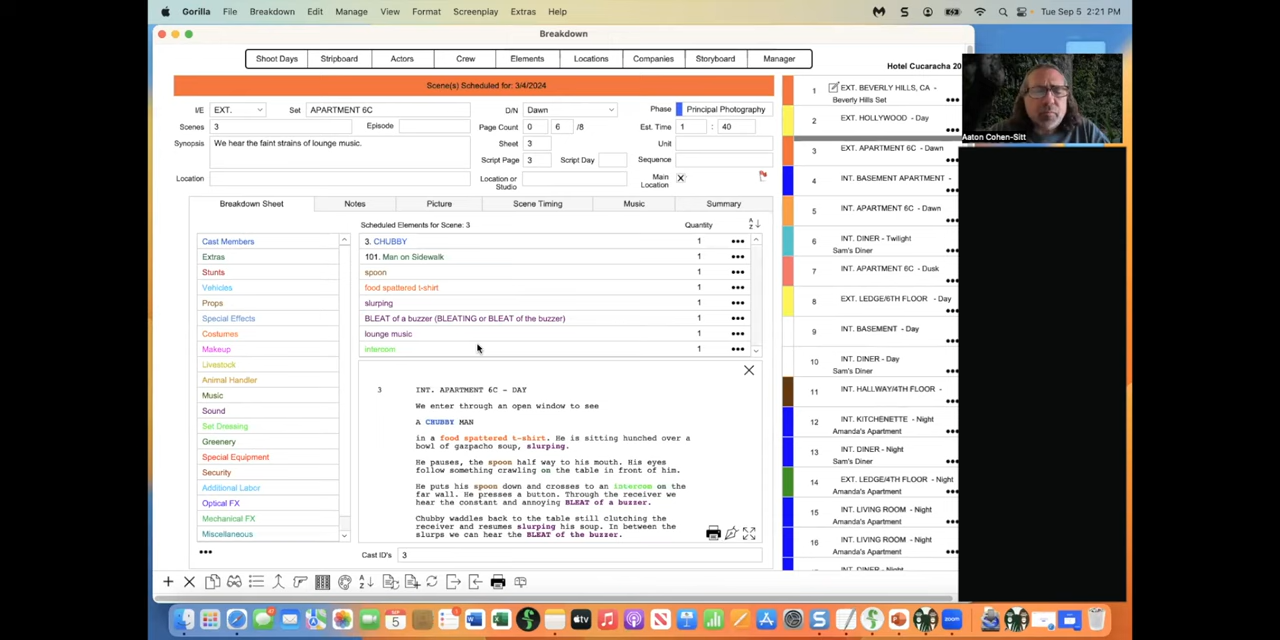 Gorilla File Breakdown Edit Manage View Format Screenplay Extras Help Tue Sep 5 2:21 PM
Breakdown
Shoot Days Stripboard Actors Crew Elements Locations Companies Storyboard Manager
Hotel Cucaracha 20
Scene(s) Scheduled for: 3/4/2024
I/E EXT. Set APARTMENT 6C D/N Dawn Phase Principal Photography
Scenes 3 Episode Page Count 0 6 /8 Est. Time 1 : 40
Synopsis We hear the faint strains of lounge music. Sheet 3 Unit
Script Page 3 Script Day Sequence
Location Location or Studio Main Location X
Breakdown Sheet Notes Picture Scene Timing Music Summary
Scheduled Elements for Scene: 3 Quantity
Cast Members
Extras
Stunts
Vehicles
Props
Special Effects
Costumes
Makeup
Livestock
Animal Handler
Music
Sound
Set Dressing
Greenery
Special Equipment
Security
Additional Labor
Optical FX
Mechanical FX
Miscellaneous
3. CHUBBY 1
101. Man on Sidewalk 1
spoon 1
food spattered t-shirt 1
slurping 1
BLEAT of a buzzer (BLEATING or BLEAT of the buzzer) 1
lounge music 1
intercom 1
3 INT. APARTMENT 6C - DAY
We enter through an open window to see
A CHUBBY MAN
in a food spattered t-shirt. He is sitting hunched over a
bowl of gazpacho soup, slurping.
He pauses, the spoon half way to his mouth. His eyes
follow something crawling on the table in front of him.
He puts his spoon down and crosses to an intercom on the
far wall. He presses a button. Through the receiver we
hear the constant and annoying BLEAT of a buzzer.
Chubby waddles back to the table still clutching the
receiver and resumes slurping his soup. In between the
slurps we can hear the BLEAT of the buzzer.
Cast ID's 3
1 EXT. BEVERLY HILLS, CA -
Beverly Hills Set
2 EXT. HOLLYWOOD - Day
3 EXT. APARTMENT 6C - Dawn
4 INT. BASEMENT APARTMENT -
5 INT. APARTMENT 6C - Dawn
6 INT. DINER - Twilight
Sam's Diner
7 INT. APARTMENT 6C - Dusk
8 EXT. LEDGE/6TH FLOOR - Day
9 INT. BASEMENT - Day
10 INT. DINER - Day
Sam's Diner
11 INT. HALLWAY/4TH FLOOR -
12 INT. KITCHENETTE - Night
Amanda's Apartment
13 INT. DINER - Night
Sam's Diner
14 EXT. LEDGE/4TH FLOOR - Night
Amanda's Apartment
15 INT. LIVING ROOM - Night
Amanda's Apartment
16 INT. LIVING ROOM - Night
Amanda's Apartment
Aaton Cohen-Sitt
SEP
5
tv
zoom